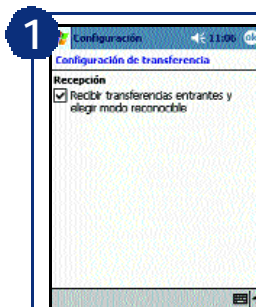 1
Configuración 11:06 ok
Configuración de transferencia
Recepción
Recibir transferencias entrantes y
elegir modo reconocible